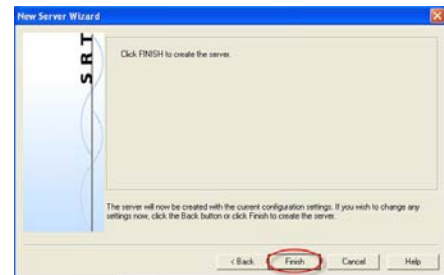 New Server Wizard
SRT
Click FINISH to create the server.
The server will now be created with the current configuration settings. If you wish to change any
settings now, click the Back button or click Finish to create the server.
< Back
Finish
Cancel
Help